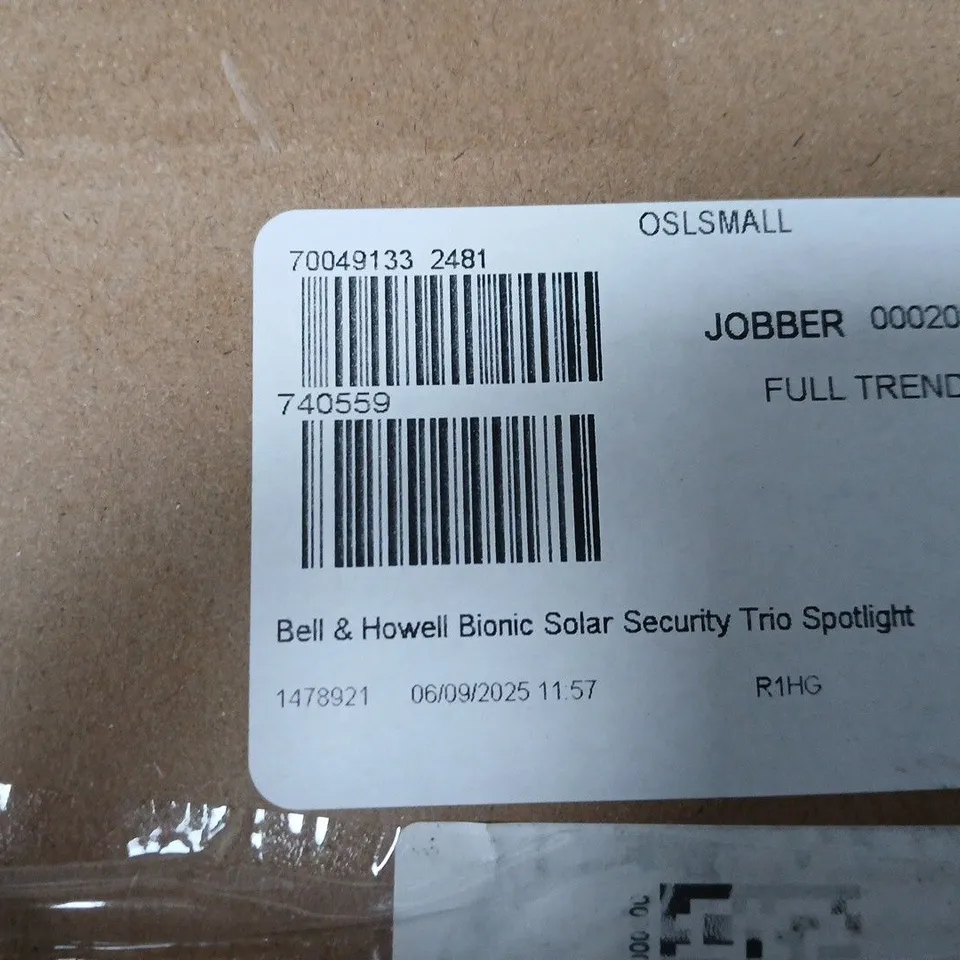 OSLSMALL
70049133 2481
JOBBER 00020
740559
FULL TREND
Bell & Howell Bionic Solar Security Trio Spotlight
1478921 06/09/2025 11:57 R1HG